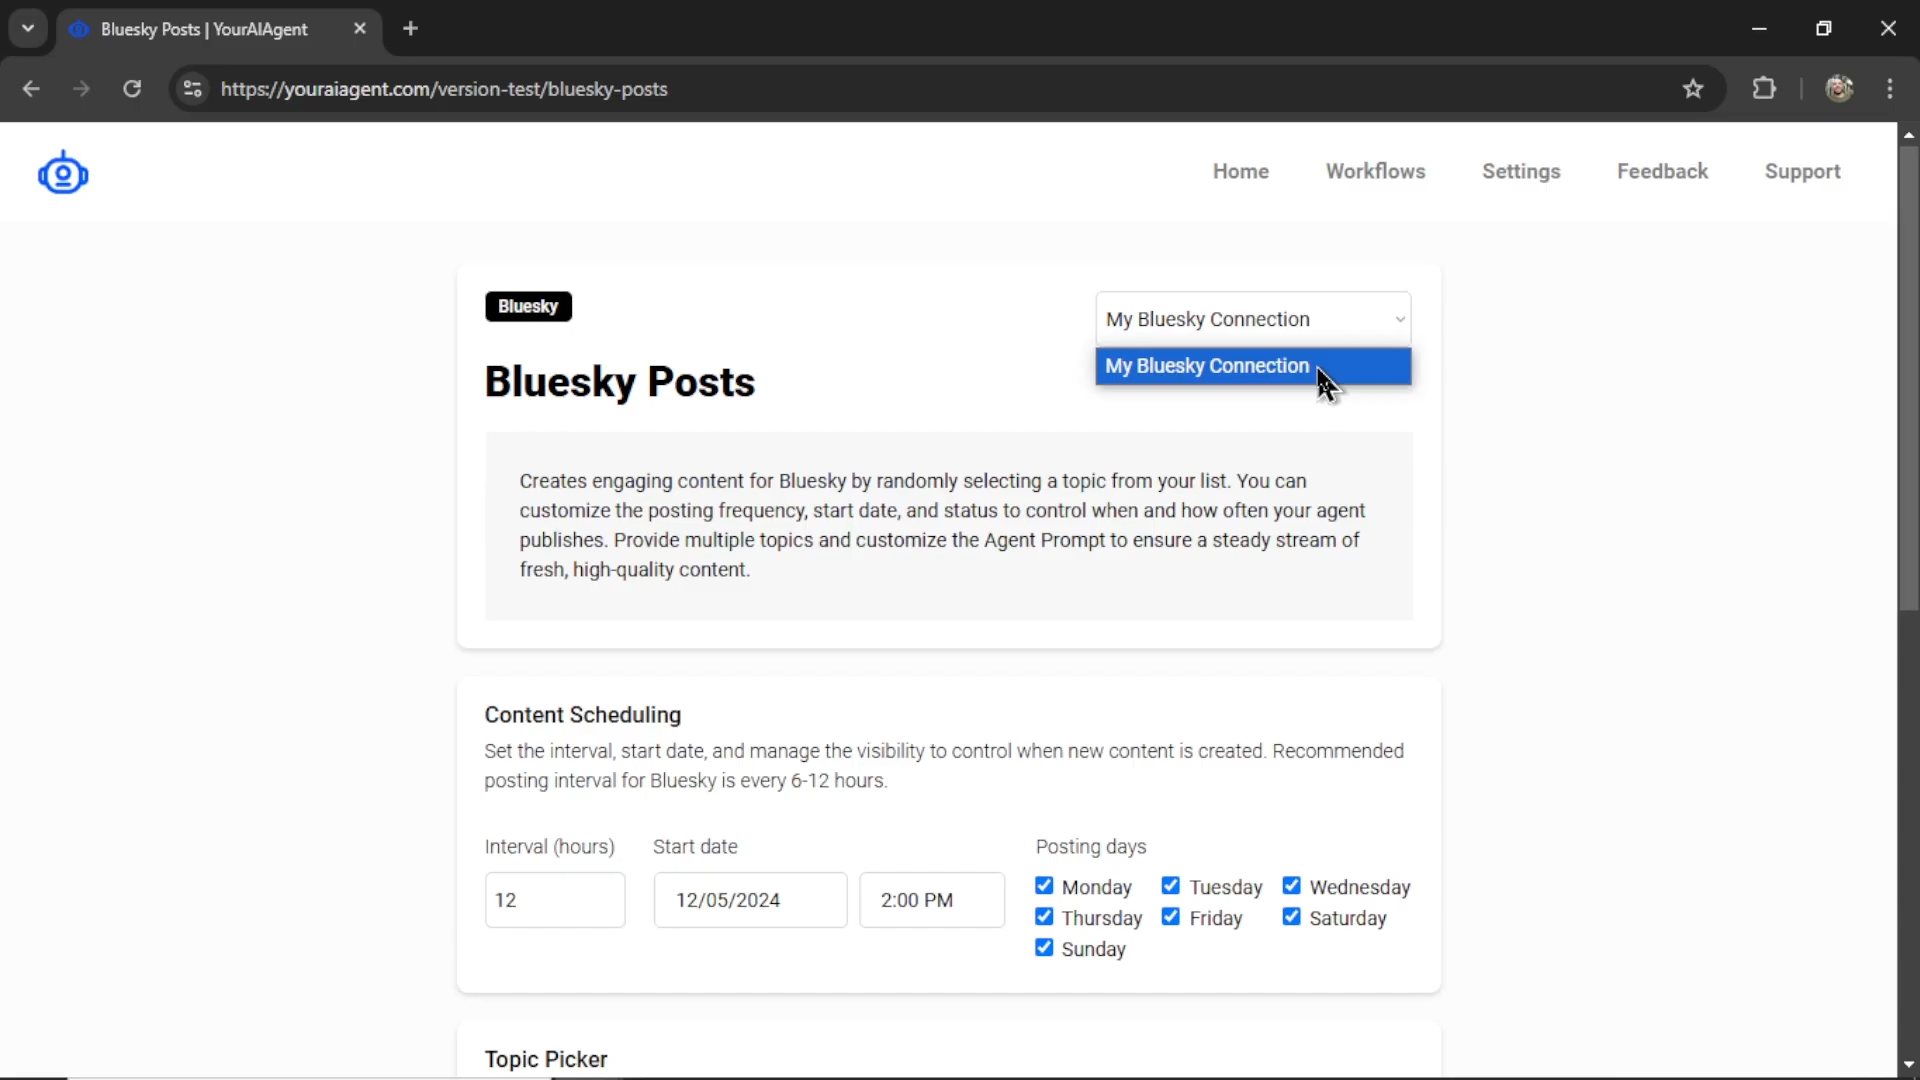 Bluesky Posts | YourAIAgent
https://youraiagent.com/version-test/bluesky-posts
Home Workflows Settings Feedback Support
Bluesky
My Bluesky Connection
My Bluesky Connection
Bluesky Posts
Creates engaging content for Bluesky by randomly selecting a topic from your list. You can
customize the posting frequency, start date, and status to control when and how often your agent
publishes. Provide multiple topics and customize the Agent Prompt to ensure a steady stream of
fresh, high-quality content.
Content Scheduling
Set the interval, start date, and manage the visibility to control when new content is created. Recommended
posting interval for Bluesky is every 6-12 hours.
Interval (hours) Start date Posting days
12 12/05/2024 2:00 PM
Monday Tuesday Wednesday
Thursday Friday Saturday
Sunday
Topic Picker